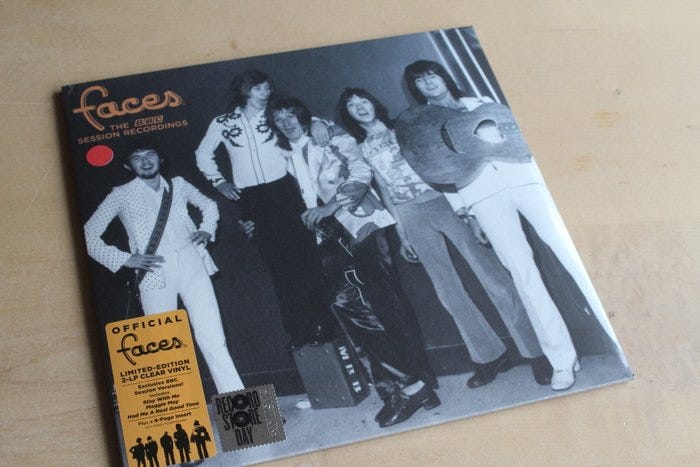 faces
THE BBC
SESSION RECORDINGS
OFFICIAL
faces
LIMITED-EDITION
2-LP CLEAR VINYL
Exclusive BBC
Session Versions!
Includes
Stay With Me
Maggie May
Had Me A Real Good Time
Plus a 4-Page insert
RECORD
STORE
DAY